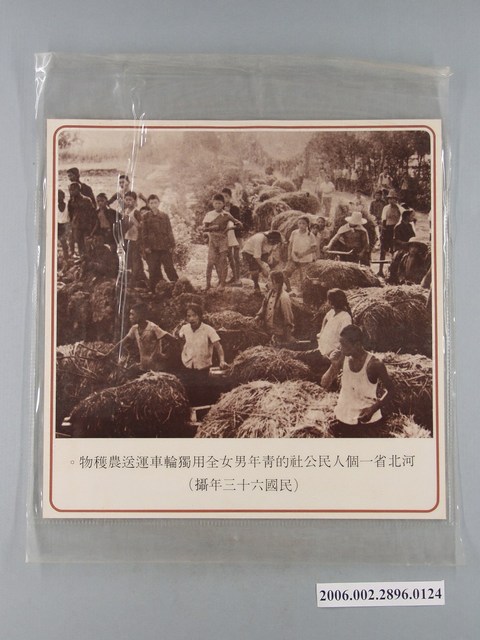 河北省一個人民公社的青年男女全用獨輪車運送農穫物。
（民國六十三年攝）
2006.002.2896.0124